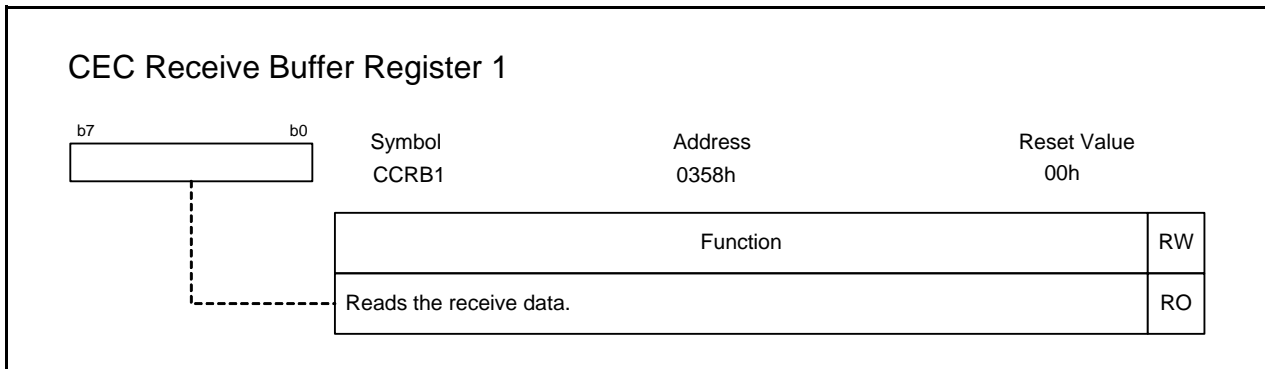 CEC Receive Buffer Register 1
b7 b0 Symbol Address Reset Value
CCRB1 0358h 00h
Function RW
Reads the receive data. RO